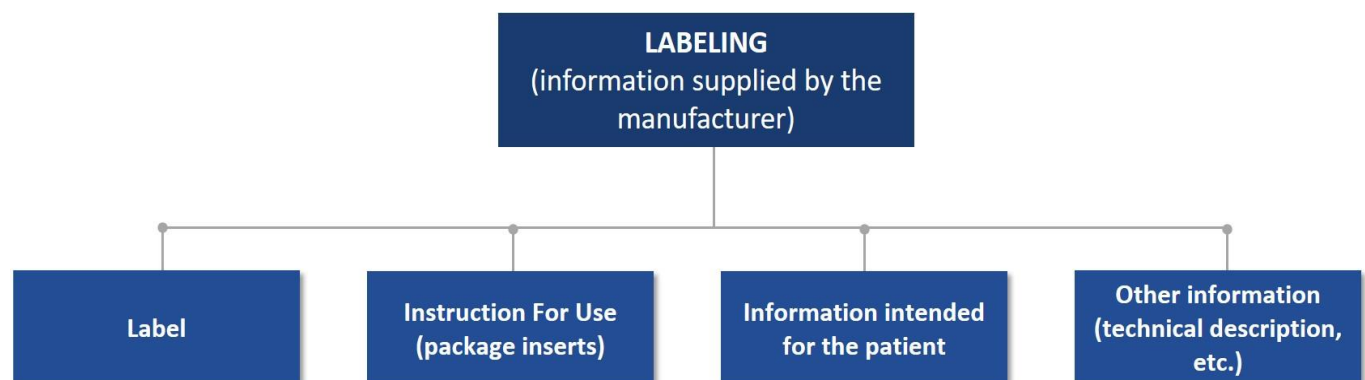 LABELING
(information supplied by the
manufacturer)
Label
Instruction For Use
(package inserts)
Information intended
for the patient
Other information
(technical description,
etc.)